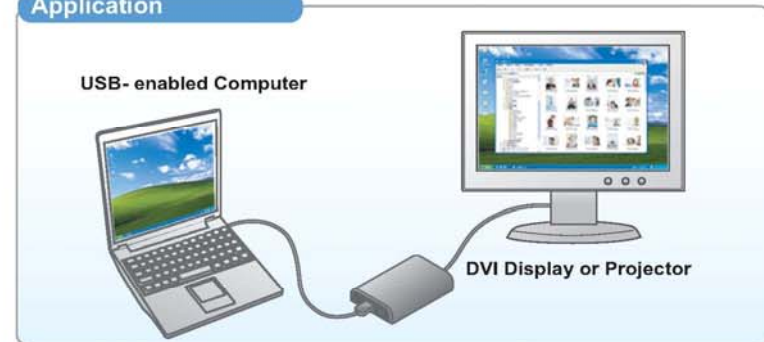 Application
USB- enabled Computer
DVI Display or Projector